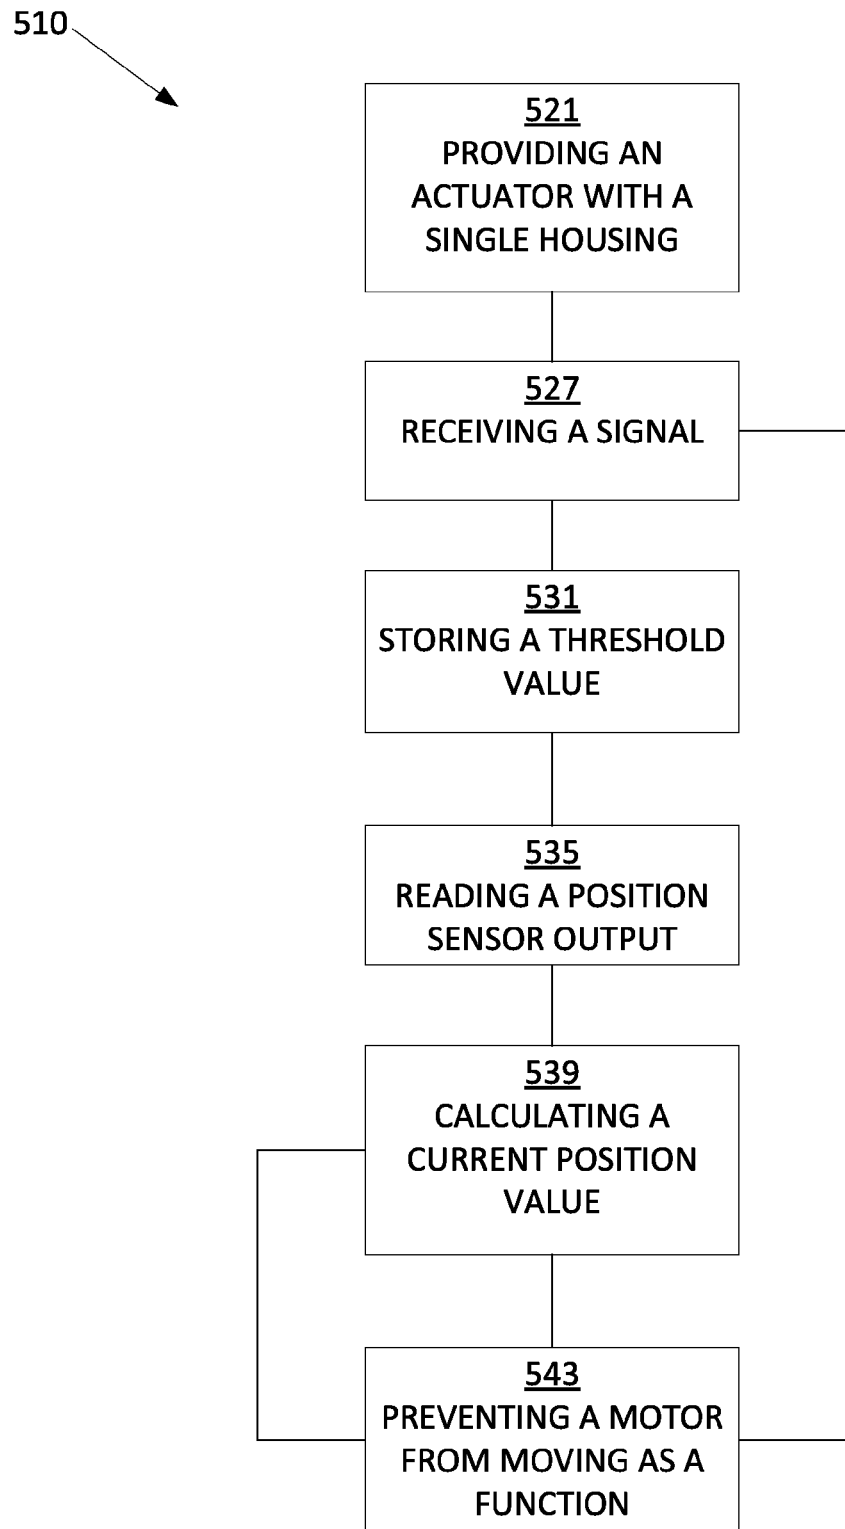 510
521
PROVIDING AN
ACTUATOR WITH A
SINGLE HOUSING
527
RECEIVING A SIGNAL
531
STORING A THRESHOLD
VALUE
535
READING A POSITION
SENSOR OUTPUT
539
CALCULATING A
CURRENT POSITION
VALUE
543
PREVENTING A MOTOR
FROM MOVING AS A
FUNCTION